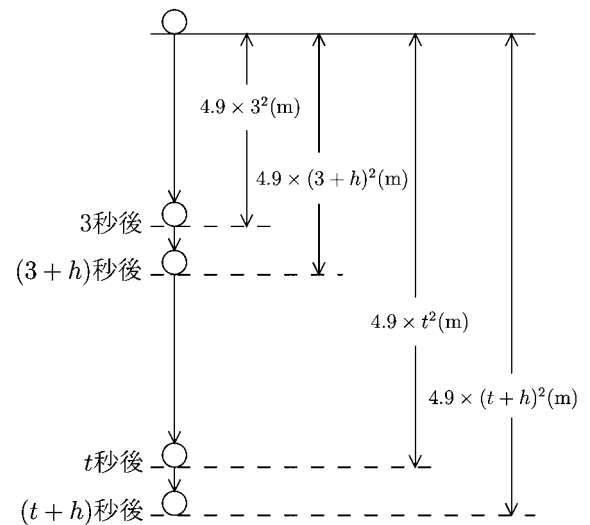 4.9 × 3²(m)
4.9 × (3 + h)²(m)
3秒後
(3 + h)秒後
4.9 × t²(m)
4.9 × (t + h)²(m)
t秒後
(t + h)秒後